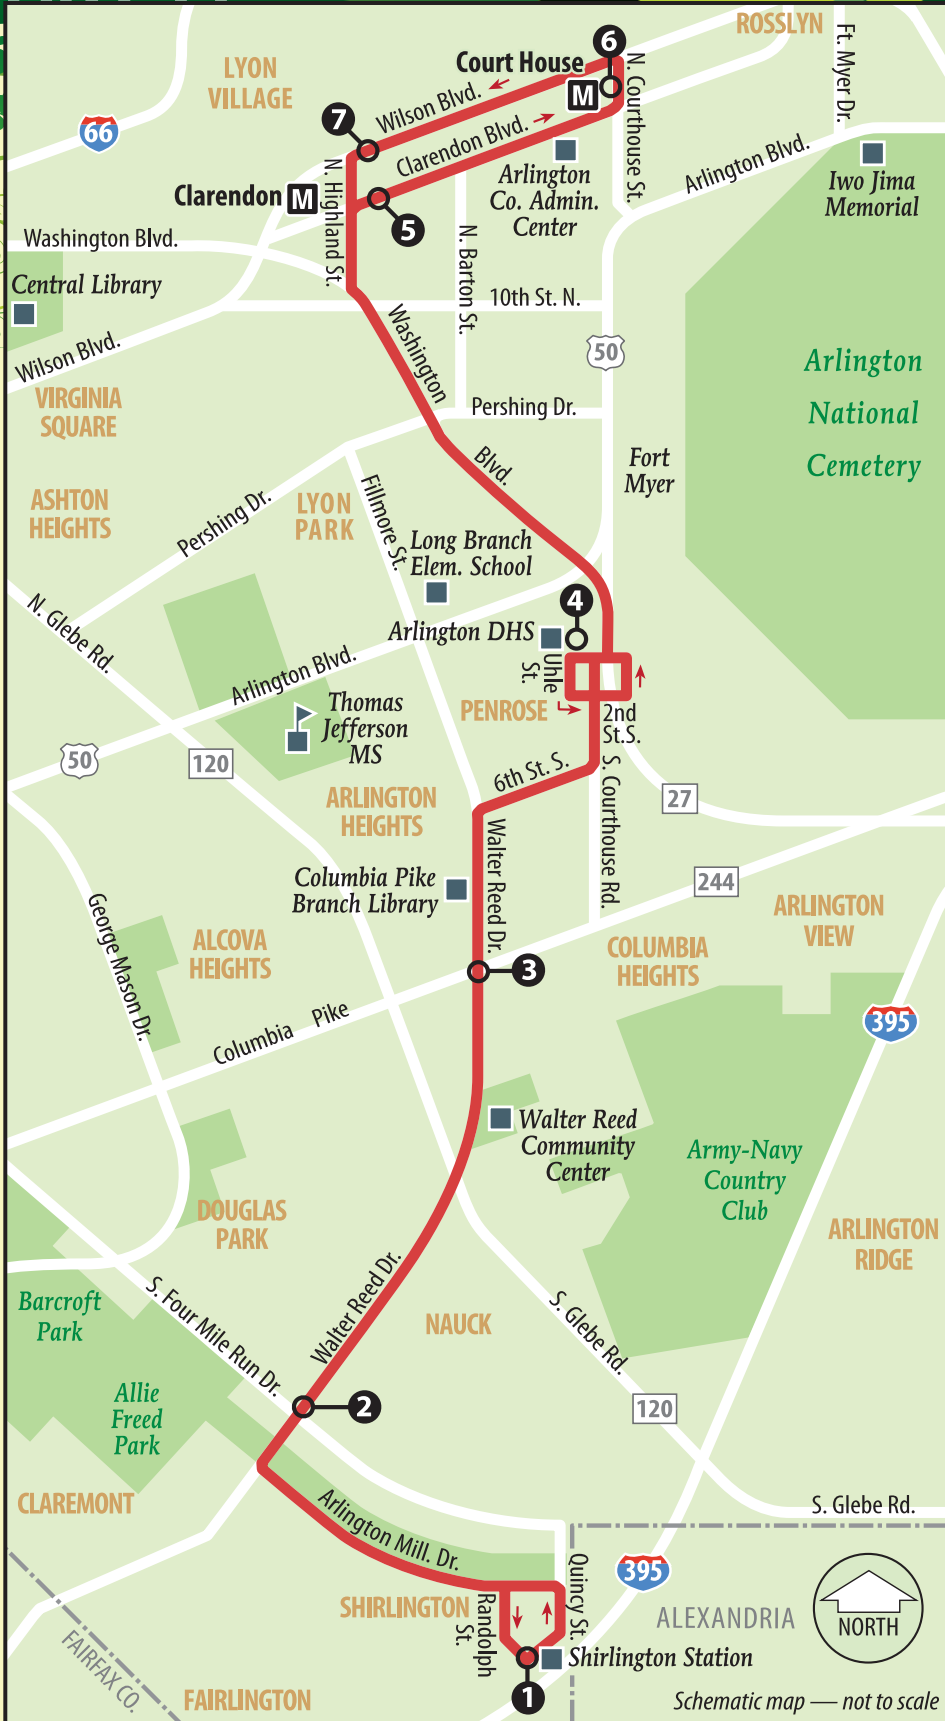 ROSSLYN
6
Court House
M
N. Courthouse St.
Ft. Myer Dr.
LYON
VILLAGE
66
7
Wilson Blvd.
Clarendon Blvd.
Arlington Blvd.
Arlington
Co. Admin.
Center
Iwo Jima
Memorial
Clarendon
M
N. Highland St.
5
Washington Blvd.
N. Barton St.
Central Library
10th St. N.
Wilson Blvd.
Washington
50
Arlington
National
Cemetery
VIRGINIA
SQUARE
Pershing Dr.
Blvd.
Fort
Myer
ASHTON
HEIGHTS
LYON
PARK
Pershing Dr.
Fillmore St.
Long Branch
Elem. School
N. Glebe Rd.
4
Arlington DHS
Uhle
St.
Arlington Blvd.
Thomas
Jefferson
MS
PENROSE
2nd
St.S.
50
120
6th St. S.
S. Courthouse Rd.
27
ARLINGTON
HEIGHTS
Walter Reed Dr.
Columbia Pike
Branch Library
244
George Mason Dr.
ALCOVA
HEIGHTS
COLUMBIA
HEIGHTS
ARLINGTON
VIEW
3
Columbia Pike
395
Walter Reed
Community
Center
Army-Navy
Country
Club
DOUGLAS
PARK
ARLINGTON
RIDGE
Barcroft
Park
S. Four Mile Run Dr.
Walter Reed Dr.
NAUCK
S. Glebe Rd.
Allie
Freed
Park
2
120
CLAREMONT
Arlington Mill. Dr.
S. Glebe Rd.
Quincy St.
395
SHIRLINGTON
Randolph
St.
ALEXANDRIA
NORTH
FAIRFAX CO.
Shirlington Station
FAIRLINGTON
1
Schematic map — not to scale